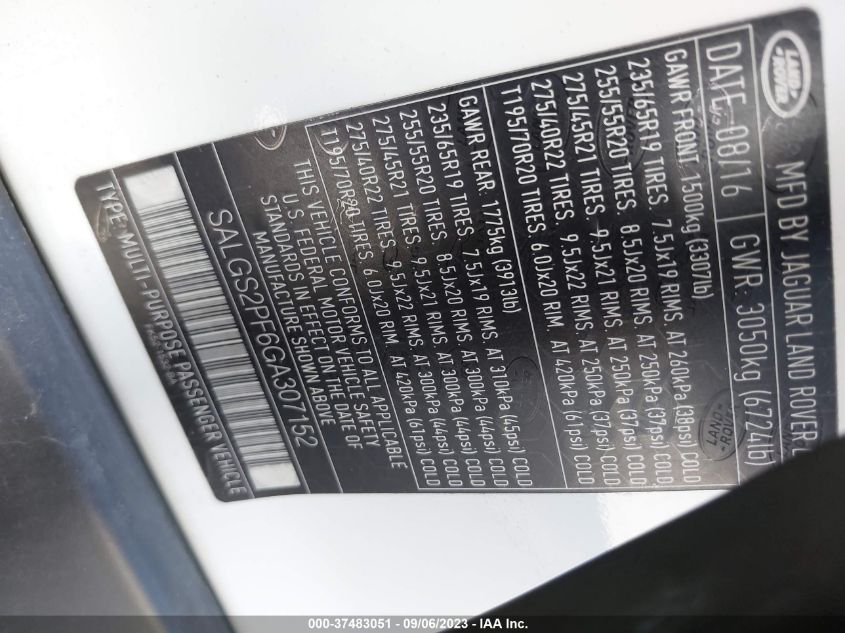 LAND ROVER
MFD BY JAGUAR LAND ROVER
DATE 08/16 GWR: 3050kg (6724lb)
GAWR FRONT 1500kg (3307lb)
235/65R19 TIRES. 7.5Jx19 RIMS. AT 260kPa (38psi) COLD
255/55R20 TIRES. 8.5Jx20 RIMS. AT 250kPa (37psi) COLD
275/45R21 TIRES 9.5Jx21 RIMS. AT 250kPa (37psi) COLD
275/40R22 TIRES. 9.5Jx22 RIMS. AT 250kPa (37psi) COLD
T195/70R20 TIRES 6.0Jx20 RIM AT 420kPa (61psi) COLD
GAWR REAR: 1775kg (3913lb)
235/65R19 TIRES. 7.5Jx19 RIMS AT 310kPa (45psi) COLD
255/55R20 TIRES. 8.5Jx20 RIMS. AT 300kPa (44psi) COLD
275/45R21 TIRES. 9.5Jx21 RIMS. AT 300kPa (44psi) COLD
275/40R22 TIRES. 9.5Jx22 RIMS. AT 300kPa (44psi) COLD
T195/70R20 TIRES. 6.0Jx20 RIM. AT 420kPa (61psi) COLD
THIS VEHICLE CONFORMS TO ALL APPLICABLE
U.S. FEDERAL MOTOR VEHICLE SAFETY
STANDARDS IN EFFECT ON THE DATE OF
MANUFACTURE SHOWN ABOVE
SALGS2PF6GA307152
TYPE: MULTI-PURPOSE PASSENGER VEHICLE
LAND ROVER
000-37483051 - 09/06/2023 - IAA Inc.